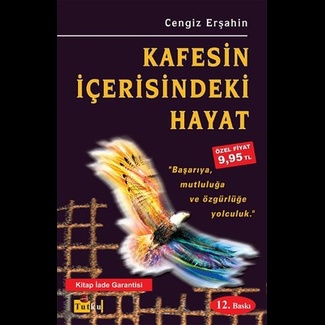 Cengiz Erşahin
KAFESİN
İÇERİSİNDEKİ
HAYAT
ÖZEL FİYAT
9,95 TL
"Başarıya,
mutluluğa
ve özgürlüğe
yolculuk."
Kitap İade Garantisi
Tutku
12. Baskı